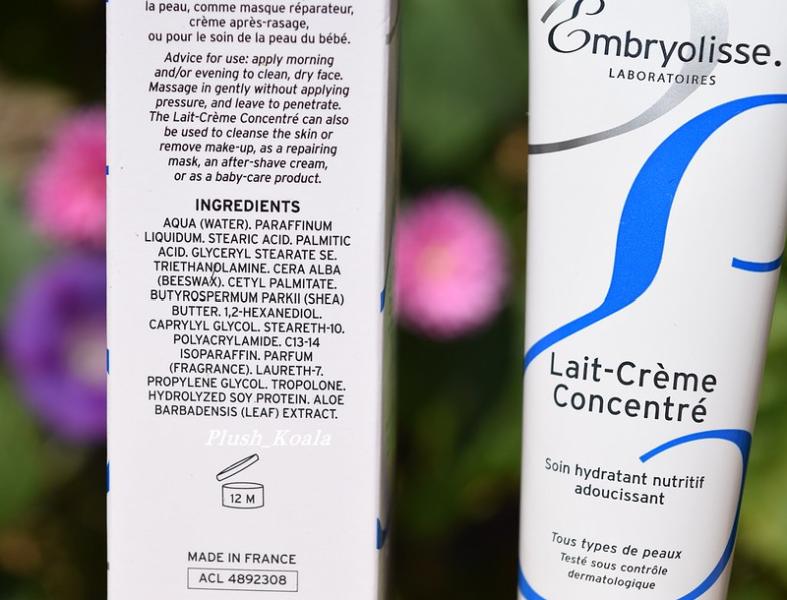 la peau, comme masque réparateur,
crème après-rasage,
ou pour le soin de la peau du bébé.
Advice for use: apply morning
and/or evening to clean, dry face.
Massage in gently without applying
pressure, and leave to penetrate.
The Lait-Crème Concentré can also
be used to cleanse the skin or
remove make-up, as a repairing
mask, an after-shave cream,
or as a baby-care product.
INGREDIENTS
AQUA (WATER). PARAFFINUM
LIQUIDUM. STEARIC ACID. PALMITIC
ACID. GLYCERYL STEARATE SE.
TRIETHANOLAMINE. CERA ALBA
(BEESWAX). CETYL PALMITATE.
BUTYROSPERMUM PARKII (SHEA)
BUTTER. 1,2-HEXANEDIOL.
CAPRYLYL GLYCOL. STEARETH-10.
POLYACRYLAMIDE. C13-14
ISOPARAFFIN. PARFUM
(FRAGRANCE). LAURETH-7.
PROPYLENE GLYCOL. TROPOLONE.
HYDROLYZED SOY PROTEIN. ALOE
BARBADENSIS (LEAF) EXTRACT.
Plush_Koala
12 M
MADE IN FRANCE
ACL 4892308
Embryolisse.
LABORATOIRES
Lait-Crème
Concentré
Soin hydratant nutritif
adoucissant
Tous types de peaux
Testé sous contrôle
dermatologique